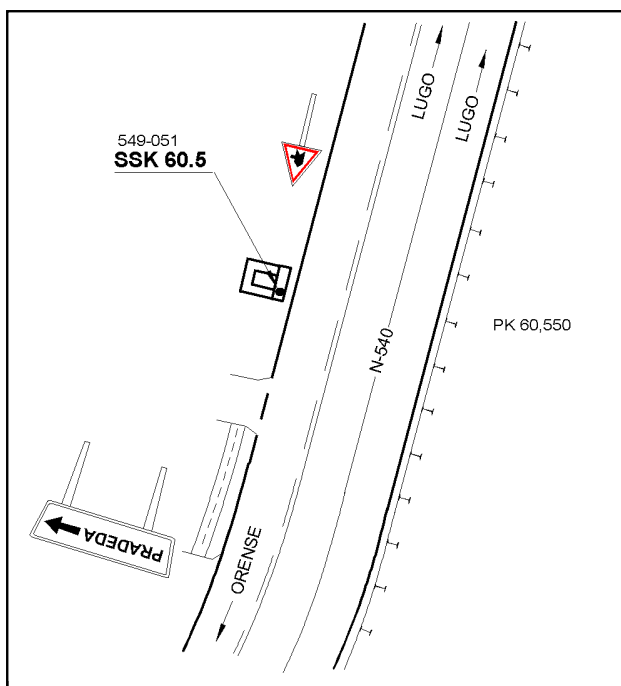 LUGO
LUGO
549-051
SSK 60.5
PK 60,550
N-540
PRADEDA
ORENSE